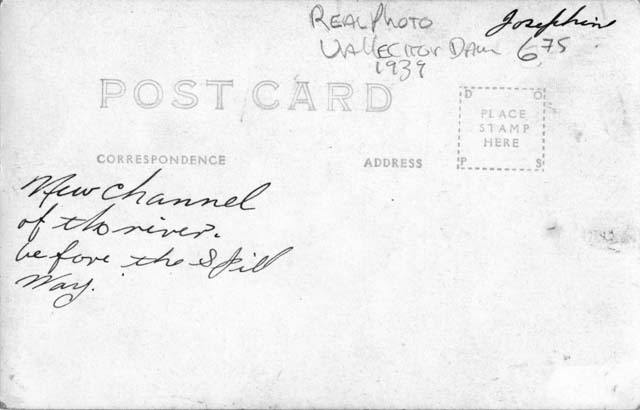 REAL PHOTO
VALLECITOY DAM 6 75
1939
Josephine
POST CARD
CORRESPONDENCE
ADDRESS
D O
PLACE
STAMP
HERE
P S
New channel
of the river.
before the Spill
Way.